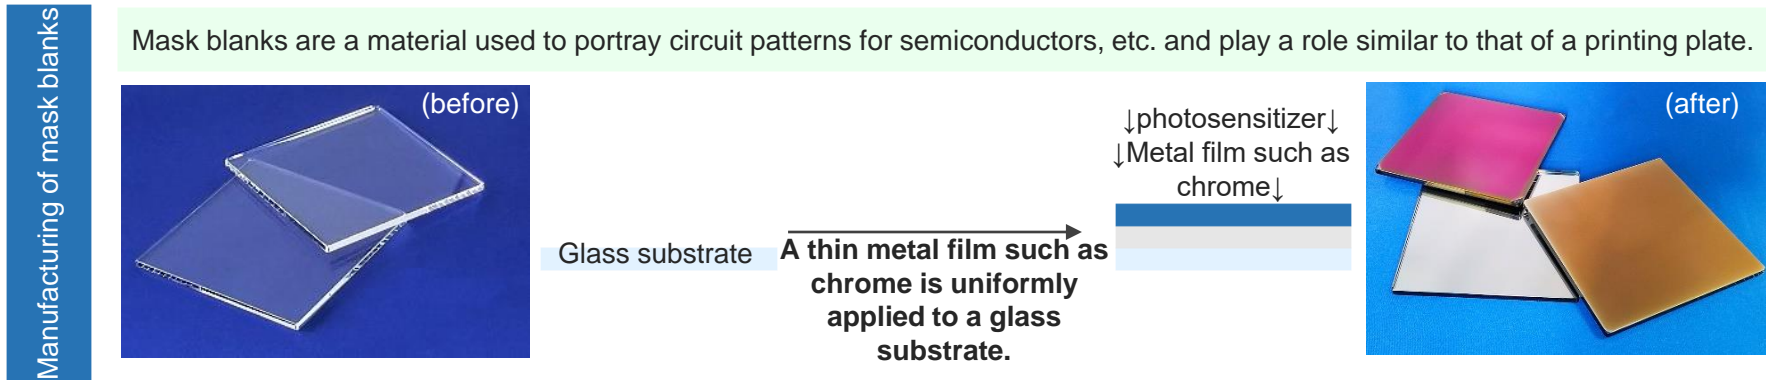 Manufacturing of mask blanks
Mask blanks are a material used to portray circuit patterns for semiconductors, etc. and play a role similar to that of a printing plate.
(before)
Glass substrate
A thin metal film such as
chrome is uniformly
applied to a glass
substrate.
↓photosensitizer↓
↓Metal film such as
chrome↓
(after)